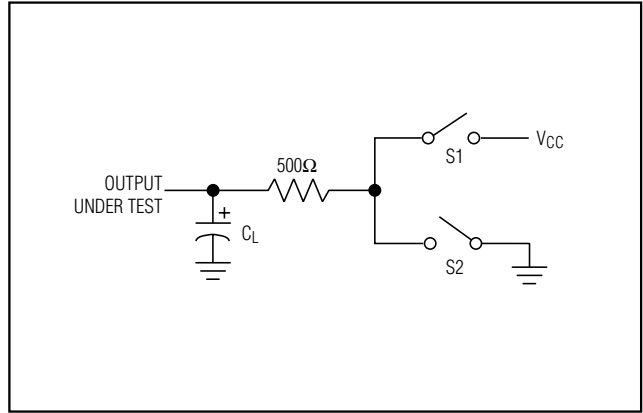 OUTPUT
UNDER TEST
+
C_L
500Ω
S1
V_CC
S2